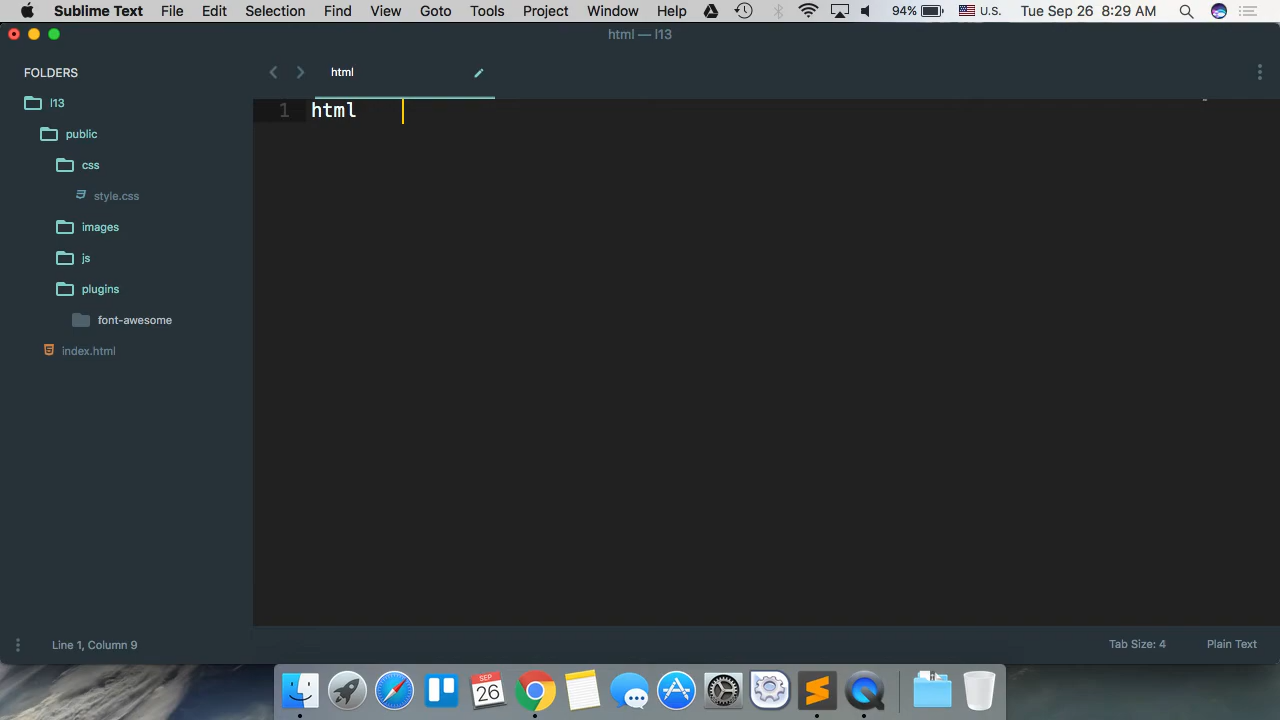 Sublime Text File Edit Selection Find View Goto Tools Project Window Help 94% U.S. Tue Sep 26 8:29 AM
html — l13
FOLDERS
html
l13
1 html
public
css
style.css
images
js
plugins
font-awesome
index.html
Line 1, Column 9
Tab Size: 4
Plain Text
SEP
26